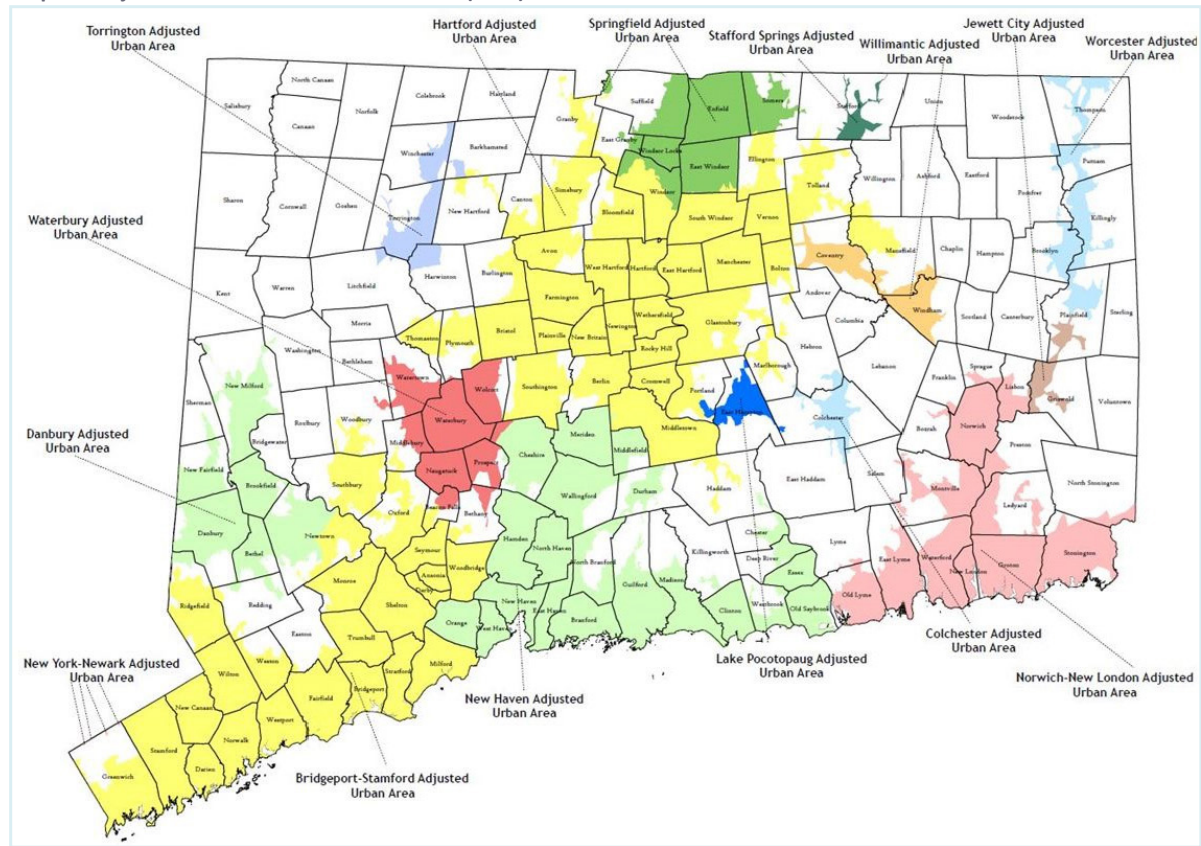 Torrington Adjusted
Urban Area
Hartford Adjusted
Urban Area
Springfield Adjusted
Urban Area
Stafford Springs Adjusted
Urban Area
Willimantic Adjusted
Urban Area
Jewett City Adjusted
Urban Area
Worcester Adjusted
Urban Area
Salisbury
North Canaan
Canaan
Norfolk
Colebrook
Hartland
Granby
Suffield
Enfield
Somers
Stafford
Union
Woodstock
Thompson
Winchester
Barkhamsted
East Granby
Windsor Locks
East Windsor
Ellington
Putnam
Sharon
Cornwall
Goshen
Torrington
New Hartford
Canton
Simsbury
Bloomfield
Windsor
South Windsor
Vernon
Tolland
Willington
Ashford
Eastford
Pomfret
Killingly
Waterbury Adjusted
Urban Area
Kent
Warren
Litchfield
Harwinton
Burlington
Avon
West Hartford
Hartford
East Hartford
Manchester
Bolton
Coventry
Mansfield
Chaplin
Hampton
Brooklyn
Morris
Thomaston
Plymouth
Bristol
Farmington
Plainville
New Britain
Newington
Wethersfield
Rocky Hill
Glastonbury
Andover
Hebron
Columbia
Windham
Scotland
Canterbury
Plainfield
Sterling
Washington
Bethlehem
Watertown
Wolcott
Southington
Berlin
Cromwell
Portland
Marlborough
Lebanon
Franklin
Sprague
Lisbon
Griswold
Voluntown
New Milford
Sherman
Roxbury
Woodbury
Waterbury
Middlebury
Meriden
Middletown
East Hampton
Colchester
Bozrah
Norwich
Preston
Danbury Adjusted
Urban Area
Bridgewater
New Fairfield
Brookfield
Southbury
Naugatuck
Prospect
Cheshire
Middlefield
Wallingford
Durham
Haddam
East Haddam
Salem
Montville
Ledyard
North Stonington
Danbury
Bethel
Newtown
Oxford
Beacon Falls
Bethany
Hamden
North Haven
North Branford
Killingworth
Chester
Deep River
Lyme
East Lyme
Waterford
New London
Groton
Stonington
Ridgefield
Redding
Monroe
Seymour
Ansonia
Derby
Woodbridge
Guilford
Madison
Essex
Old Lyme
Easton
Shelton
Trumbull
Orange
New Haven
West Haven
East Haven
Branford
Clinton
Westbrook
Old Saybrook
New York-Newark Adjusted
Urban Area
Wilton
Weston
Fairfield
Bridgeport
Stratford
Milford
New Haven Adjusted
Urban Area
Lake Pocotopaug Adjusted
Urban Area
Colchester Adjusted
Urban Area
Norwich-New London Adjusted
Urban Area
Greenwich
Stamford
New Canaan
Darien
Norwalk
Westport
Bridgeport-Stamford Adjusted
Urban Area